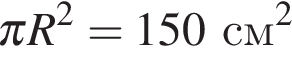 πR² = 150 см²